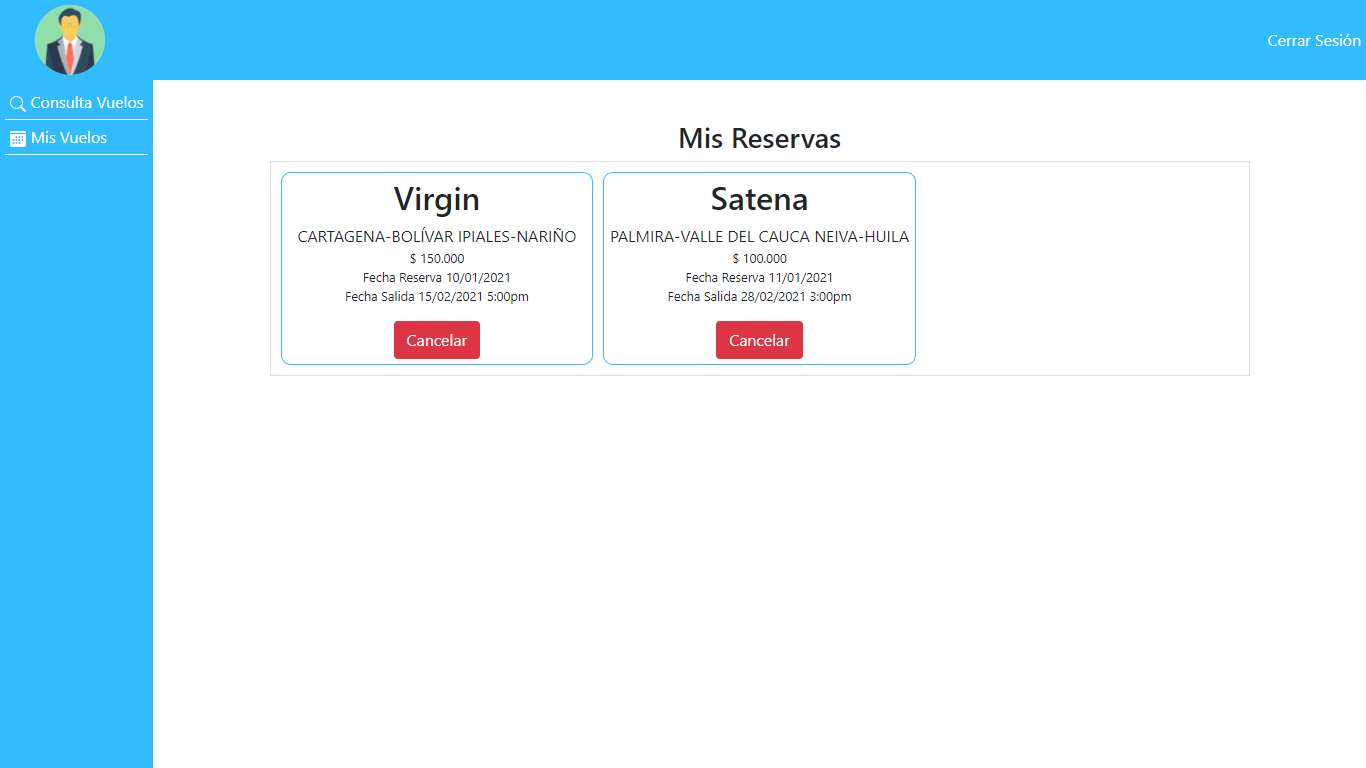 Cerrar Sesión
Consulta Vuelos
Mis Vuelos
Mis Reservas
Virgin
CARTAGENA-BOLÍVAR IPIALES-NARIÑO
$ 150.000
Fecha Reserva 10/01/2021
Fecha Salida 15/02/2021 5:00pm
Cancelar
Satena
PALMIRA-VALLE DEL CAUCA NEIVA-HUILA
$ 100.000
Fecha Reserva 11/01/2021
Fecha Salida 28/02/2021 3:00pm
Cancelar